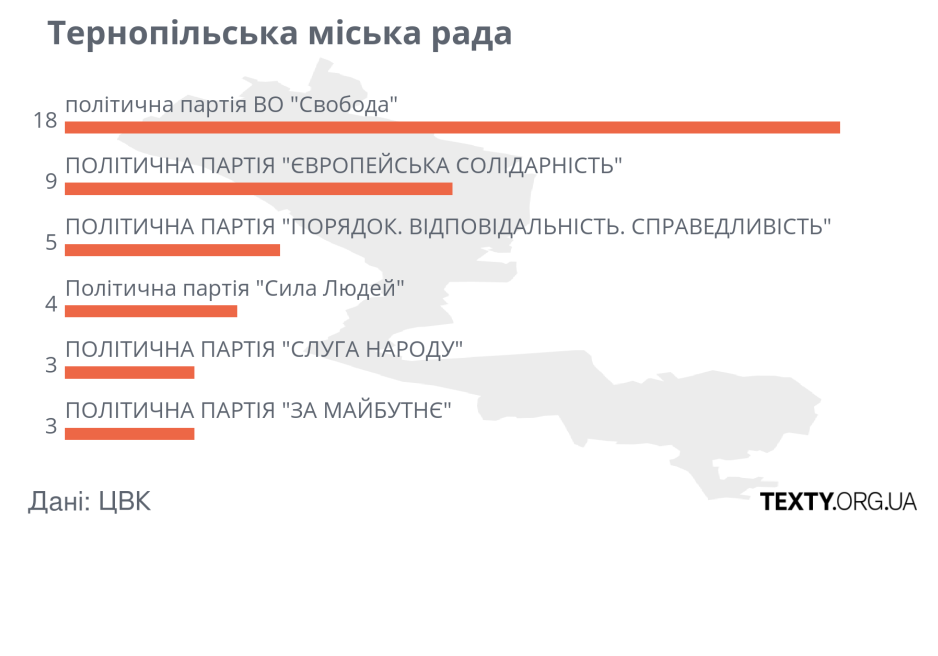 Тернопільська міська рада
політична партія ВО "Свобода"
18
ПОЛІТИЧНА ПАРТІЯ "ЄВРОПЕЙСЬКА СОЛІДАРНІСТЬ"
9
ПОЛІТИЧНА ПАРТІЯ "ПОРЯДОК. ВІДПОВІДАЛЬНІСТЬ. СПРАВЕДЛИВІСТЬ"
5
Політична партія "Сила Людей"
4
ПОЛІТИЧНА ПАРТІЯ "СЛУГА НАРОДУ"
3
ПОЛІТИЧНА ПАРТІЯ "ЗА МАЙБУТНЄ"
3
Дані: ЦВК
TEXTY.ORG.UA